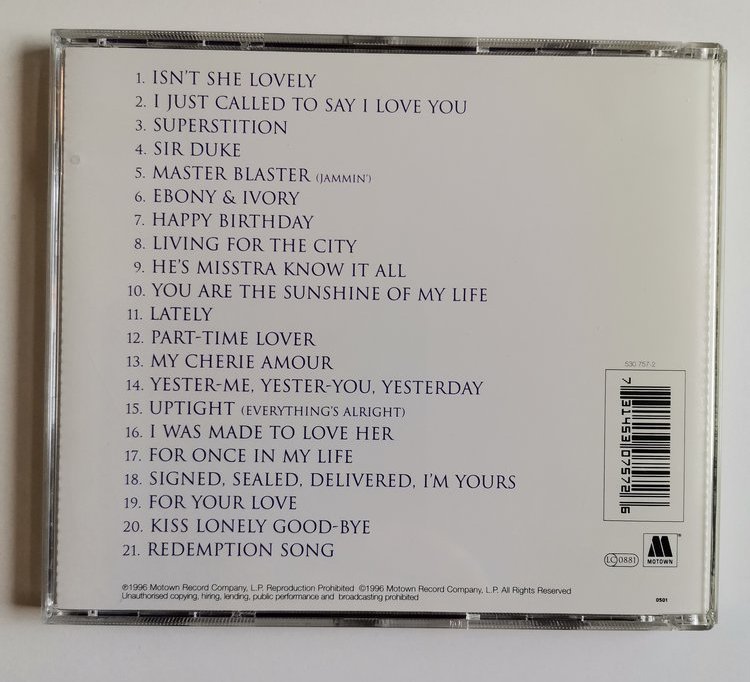 1. ISN'T SHE LOVELY
2. I JUST CALLED TO SAY I LOVE YOU
3. SUPERSTITION
4. SIR DUKE
5. MASTER BLASTER (JAMMIN')
6. EBONY & IVORY
7. HAPPY BIRTHDAY
8. LIVING FOR THE CITY
9. HE'S MISSTRA KNOW IT ALL
10. YOU ARE THE SUNSHINE OF MY LIFE
11. LATELY
12. PART-TIME LOVER
13. MY CHERIE AMOUR
14. YESTER-ME, YESTER-YOU, YESTERDAY
15. UPTIGHT (EVERYTHING'S ALRIGHT)
16. I WAS MADE TO LOVE HER
17. FOR ONCE IN MY LIFE
18. SIGNED, SEALED, DELIVERED, I'M YOURS
19. FOR YOUR LOVE
20. KISS LONELY GOOD-BYE
21. REDEMPTION SONG
530 757-2
7 31453 07572 6
LC 0881
M
MOTOWN
℗1996 Motown Record Company, L.P. Reproduction Prohibited ©1996 Motown Record Company, L.P. All Rights Reserved
Unauthorised copying, hiring, lending, public performance and broadcasting prohibited
0501